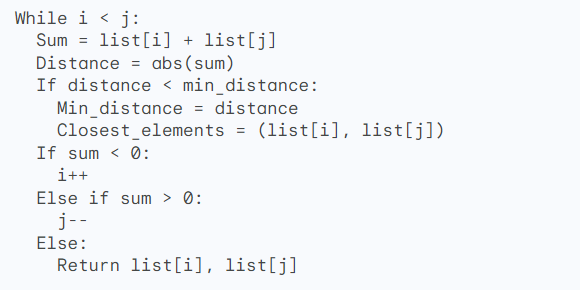 While i < j:
  Sum = list[i] + list[j]
  Distance = abs(sum)
  If distance < min_distance:
    Min_distance = distance
    Closest_elements = (list[i], list[j])
  If sum < 0:
    i++
  Else if sum > 0:
    j--
  Else:
    Return list[i], list[j]